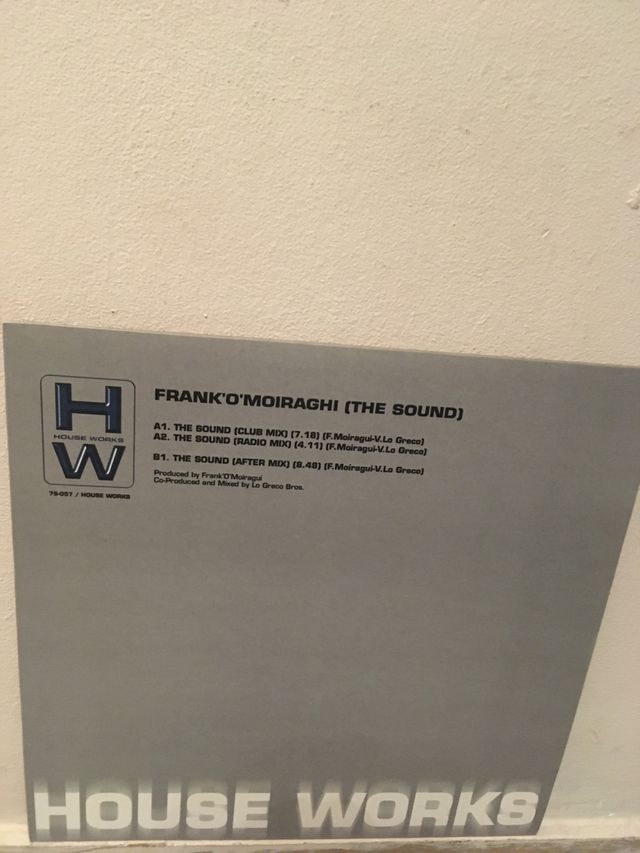 H
HOUSE WORKS
W
76-057 / HOUSE WORKS
FRANK'O'MOIRAGHI (THE SOUND)
A1. THE SOUND (CLUB MIX) (7.18) (F.Moiragui-V.Lo Greco)
A2. THE SOUND (RADIO MIX) (4.11) (F.Moiragui-V.Lo Greco)
B1. THE SOUND (AFTER MIX) (8.48) (F.Moiragui-V.Lo Greco)
Produced by Frank'O'Moiragui
Co-Produced and Mixed by Lo Greco Bros.
HOUSE WORKS